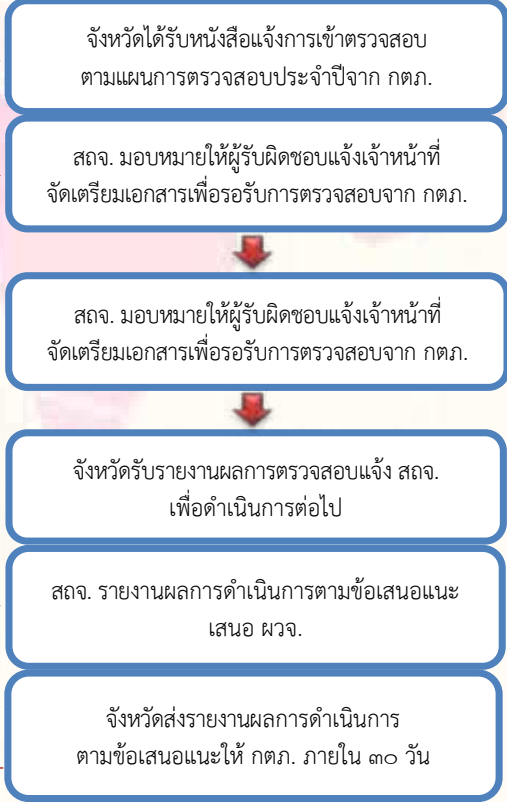 จังหวัดได้รับหนังสือแจ้งการเข้าตรวจสอบ
ตามแผนการตรวจสอบประจำปีจาก กตภ.
สถจ. มอบหมายให้ผู้รับผิดชอบแจ้งเจ้าหน้าที่
จัดเตรียมเอกสารเพื่อรอรับการตรวจสอบจาก กตภ.
สถจ. มอบหมายให้ผู้รับผิดชอบแจ้งเจ้าหน้าที่
จัดเตรียมเอกสารเพื่อรอรับการตรวจสอบจาก กตภ.
จังหวัดรับรายงานผลการตรวจสอบแจ้ง สถจ.
เพื่อดำเนินการต่อไป
สถจ. รายงานผลการดำเนินการตามข้อเสนอแนะ
เสนอ ผวจ.
จังหวัดส่งรายงานผลการดำเนินการ
ตามข้อเสนอแนะให้ กตภ. ภายใน ๓๐ วัน